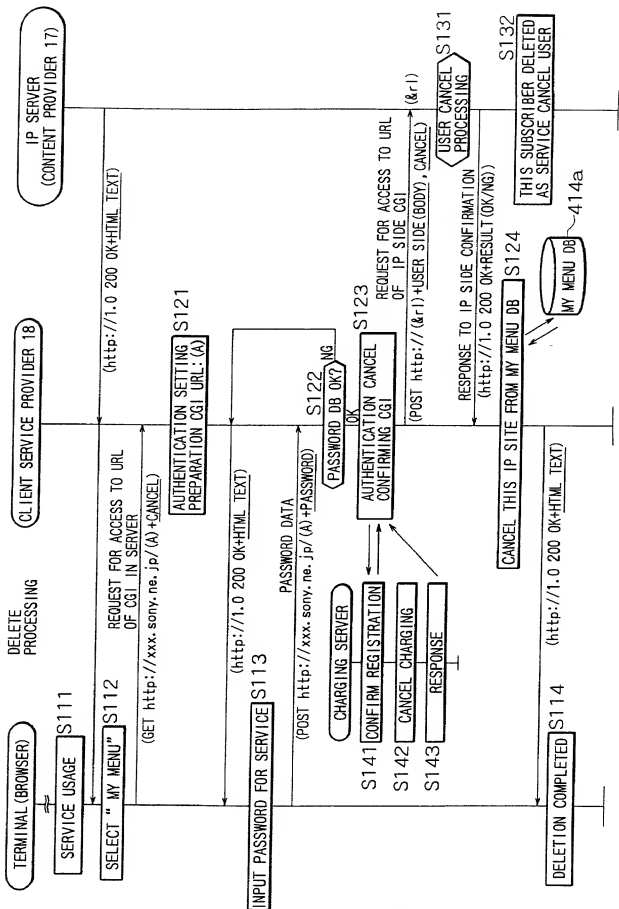 DELETE
PROCESSING
TERMINAL (BROWSER)
CLIENT SERVICE PROVIDER 18
IP SERVER
(CONTENT PROVIDER 17)
SERVICE USAGE
S111
(http://1.0 200 OK+HTML TEXT)
SELECT " MY MENU"
S112
REQUEST FOR ACCESS TO URL
OF CGI IN SERVER
(GET http://xxx.sony.ne.jp/(A)+CANCEL)
AUTHENTICATION SETTING
PREPARATION CGI URL:(A)
S121
(http://1.0 200 OK+HTML TEXT)
INPUT PASSWORD FOR SERVICE
S113
PASSWORD DATA
(POST http://xxx.sony.ne.jp/(A)+PASSWORD)
S122
PASSWORD DB OK?
NG
OK
CHARGING SERVER
S141
CONFIRM REGISTRATION
S142
CANCEL CHARGING
S143
RESPONSE
AUTHENTICATION CANCEL
CONFIRMING CGI
S123
REQUEST FOR ACCESS TO URL
OF IP SIDE CGI
(POST http://(&rl)+USER SIDE(BODY),CANCEL)
(&rl)
USER CANCEL
PROCESSING
S131
RESPONSE TO IP SIDE CONFIRMATION
(http://1.0 200 OK+RESULT(OK/NG))
CANCEL THIS IP SITE FROM MY MENU DB
S124
MY MENU DB
414a
THIS SUBSCRIBER DELETED
AS SERVICE CANCEL USER
S132
(http://1.0 200 OK+HTML TEXT)
DELETION COMPLETED
S114